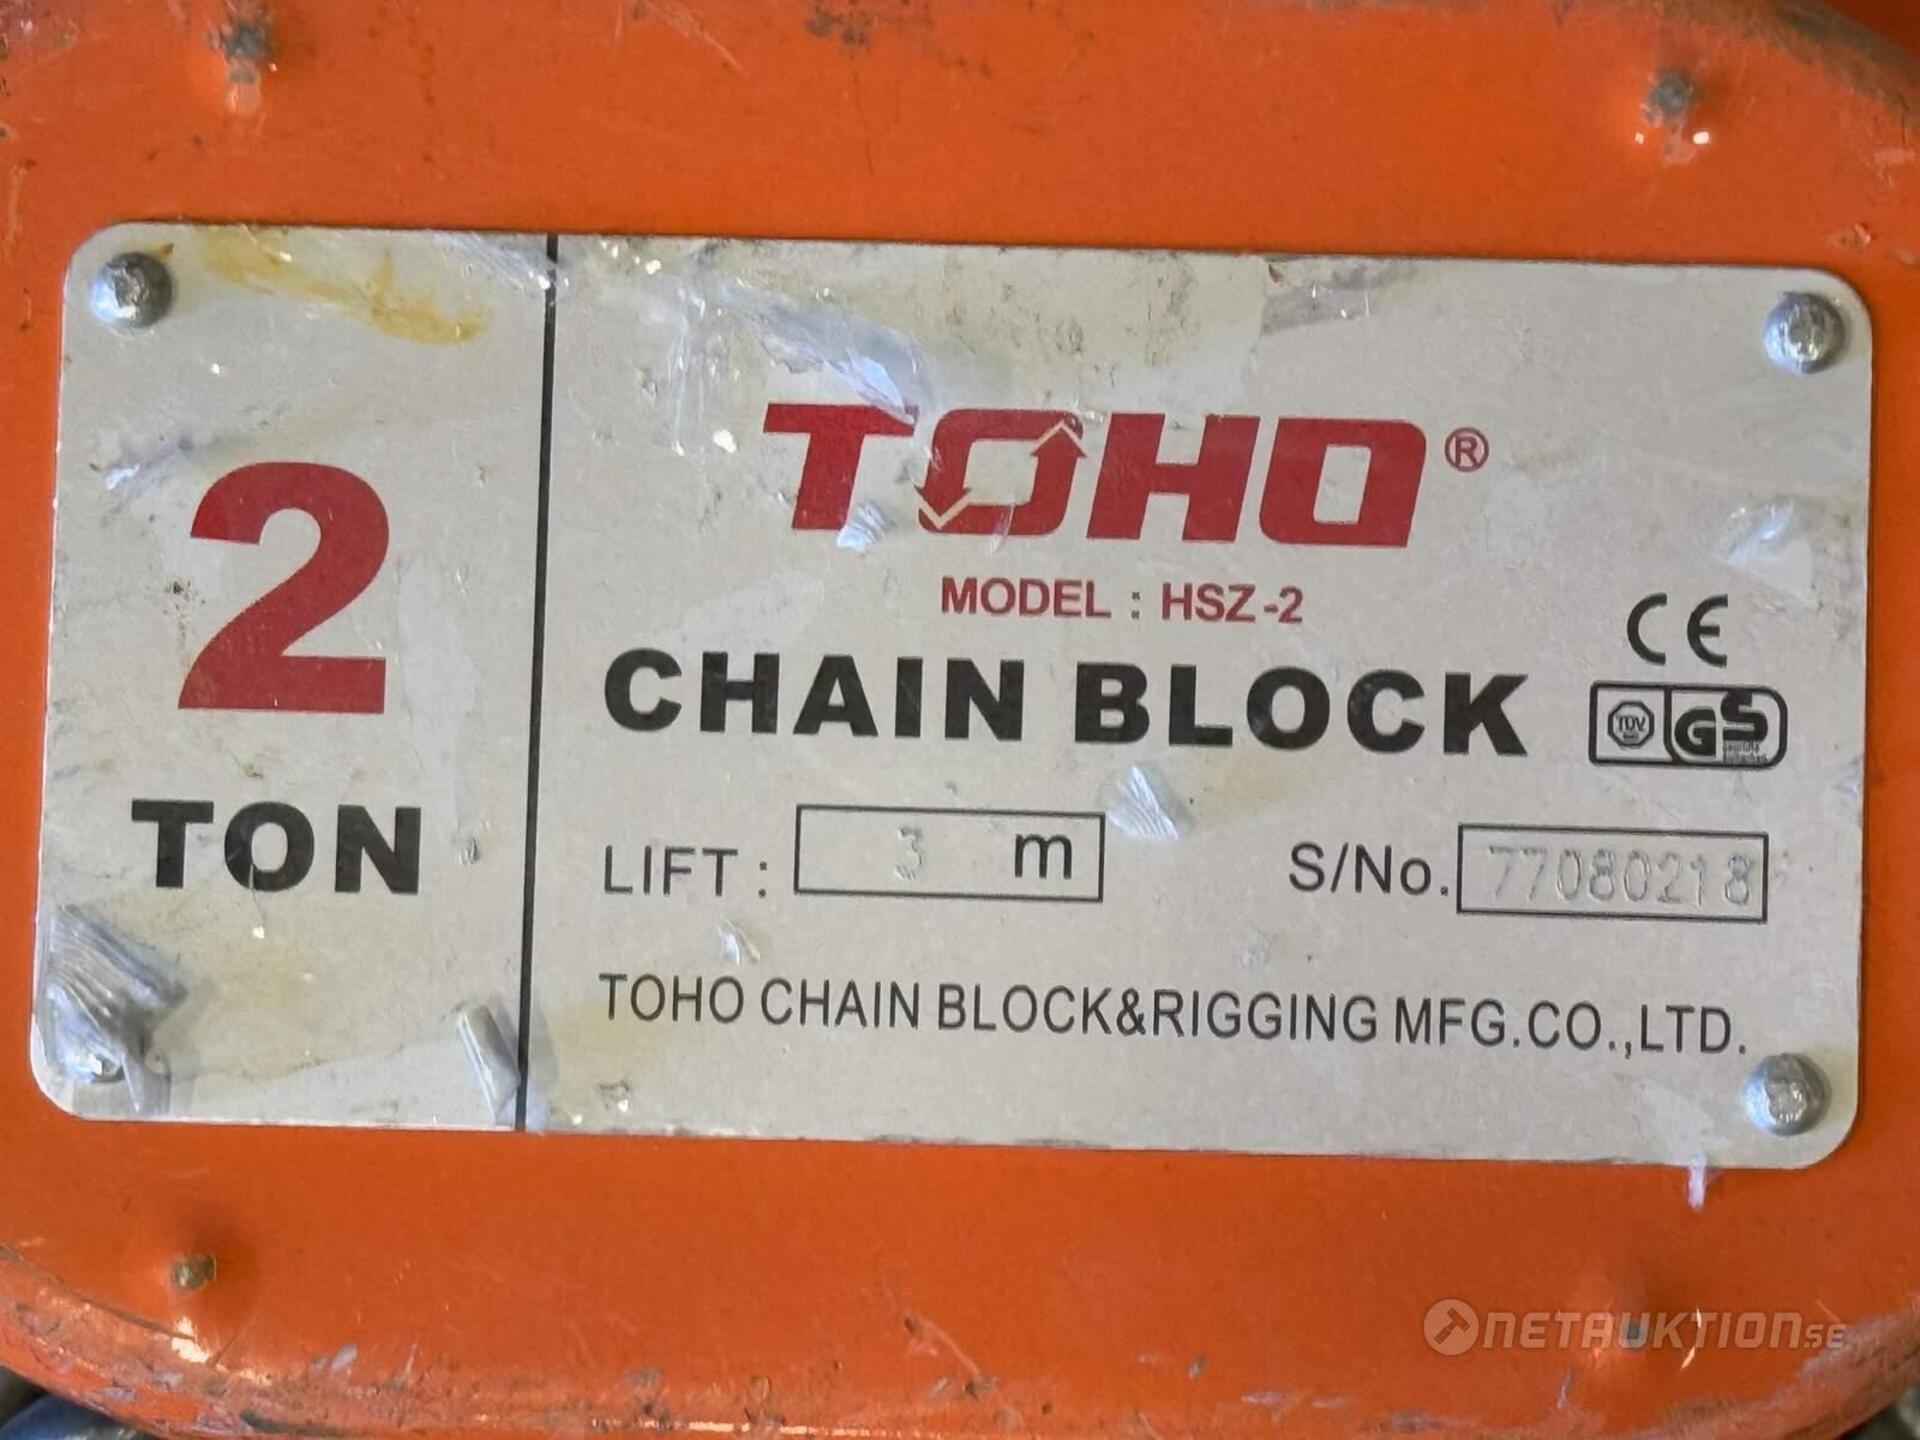 2
TON
TOHO®
MODEL : HSZ-2
CHAIN BLOCK
CE
TÜV
GS
LIFT : 3 m
S/No. 77080218
TOHO CHAIN BLOCK&RIGGING MFG.CO.,LTD.
NETAUKTION.SE